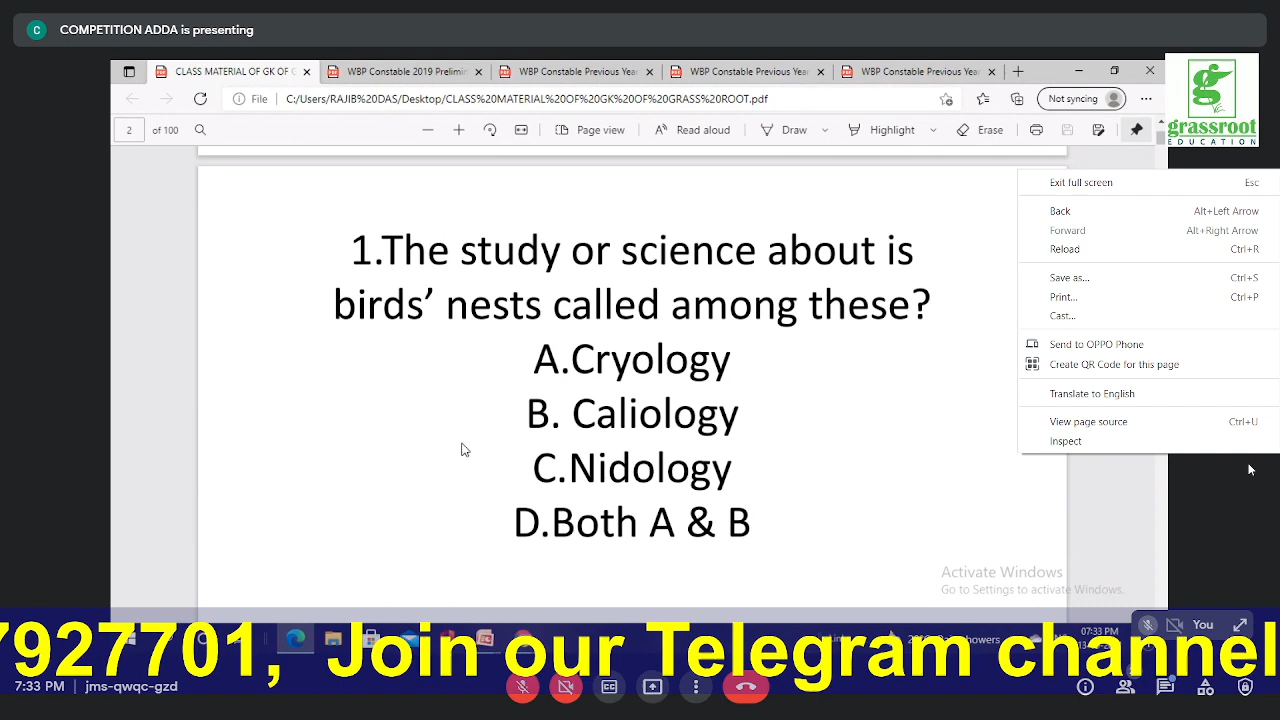 C COMPETITION ADDA is presenting
CLASS MATERIAL OF GK OF G
WBP Constable 2019 Prelimin
WBP Constable Previous Year
WBP Constable Previous Year
WBP Constable Previous Year
File C:/Users/RAJIB%20DAS/Desktop/CLASS%20MATERIAL%20OF%20GK%20OF%20GRASS%20ROOT.pdf
Not syncing
grassroot
EDUCATION
2 of 100
Page view
Read aloud
Draw
Highlight
Erase
1.The study or science about is
birds’ nests called among these?
A.Cryology
B. Caliology
C.Nidology
D.Both A & B
Exit full screen Esc
Back Alt+Left Arrow
Forward Alt+Right Arrow
Reload Ctrl+R
Save as... Ctrl+S
Print... Ctrl+P
Cast...
Send to OPPO Phone
Create QR Code for this page
Translate to English
View page source Ctrl+U
Inspect
Activate Windows
Go to Settings to activate Windows.
You
07:33 PM
7927701, Join our Telegram channel
7:33 PM | jms-qwqc-gzd